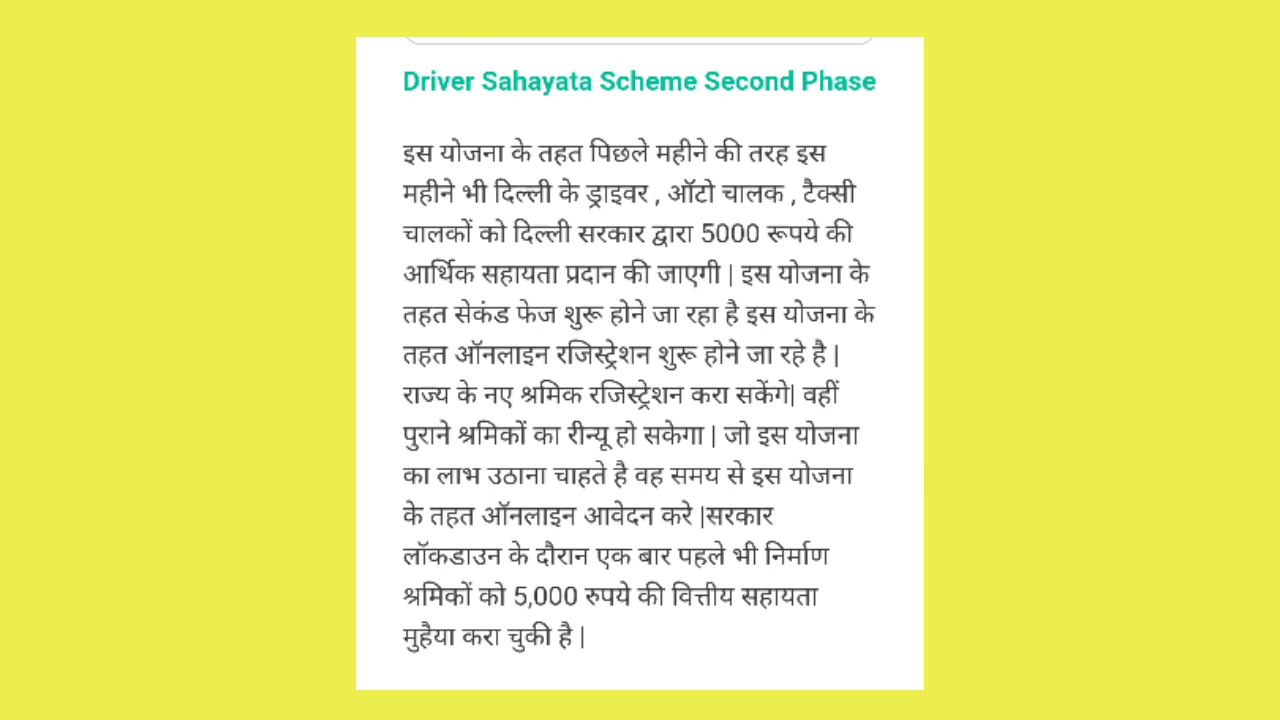 Driver Sahayata Scheme Second Phase
इस योजना के तहत पिछले महीने की तरह इस
महीने भी दिल्ली के ड्राइवर , ऑटो चालक , टैक्सी
चालकों को दिल्ली सरकार द्वारा 5000 रूपये की
आर्थिक सहायता प्रदान की जाएगी | इस योजना के
तहत सेकंड फेज शुरू होने जा रहा है इस योजना के
तहत ऑनलाइन रजिस्ट्रेशन शुरू होने जा रहे है |
राज्य के नए श्रमिक रजिस्ट्रेशन करा सकेंगे| वहीं
पुराने श्रमिकों का रीन्यू हो सकेगा | जो इस योजना
का लाभ उठाना चाहते है वह समय से इस योजना
के तहत ऑनलाइन आवेदन करे |सरकार
लॉकडाउन के दौरान एक बार पहले भी निर्माण
श्रमिकों को 5,000 रुपये की वित्तीय सहायता
मुहैया करा चुकी है |